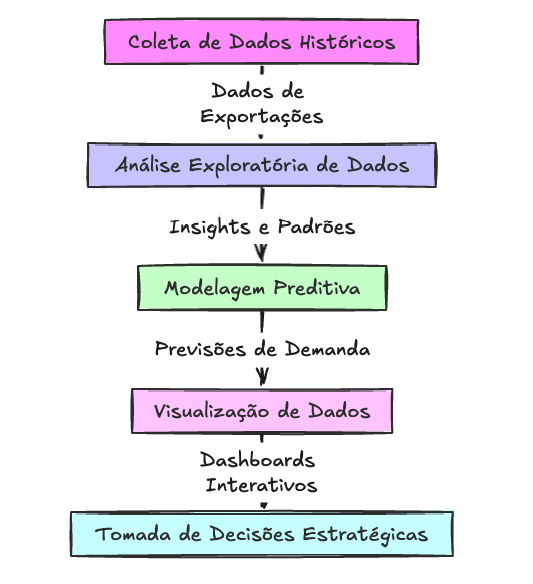 Coleta de Dados Históricos
Dados de
Exportações
Análise Exploratória de Dados
Insights e Padrões
Modelagem Preditiva
Previsões de Demanda
Visualização de Dados
Dashboards
Interativos
Tomada de Decisões Estratégicas